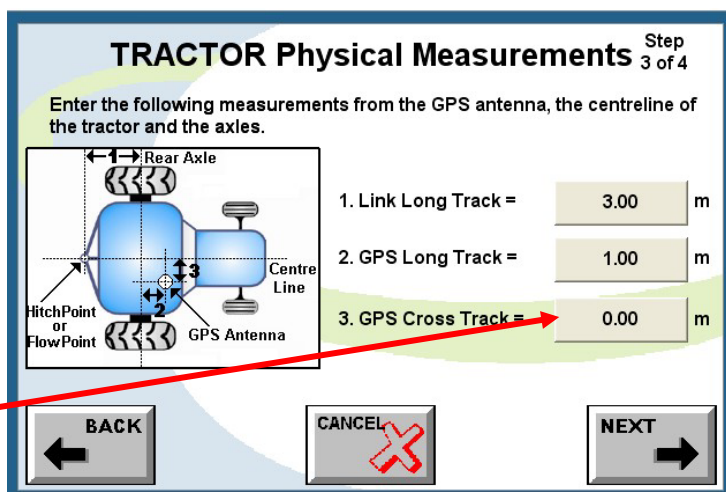 TRACTOR Physical Measurements Step 3 of 4
Enter the following measurements from the GPS antenna, the centreline of
the tractor and the axles.
1
Rear Axle
3
Centre
Line
2
HitchPoint
or
FlowPoint
GPS Antenna
1. Link Long Track = 3.00 m
2. GPS Long Track = 1.00 m
3. GPS Cross Track = 0.00 m
BACK
CANCEL
NEXT